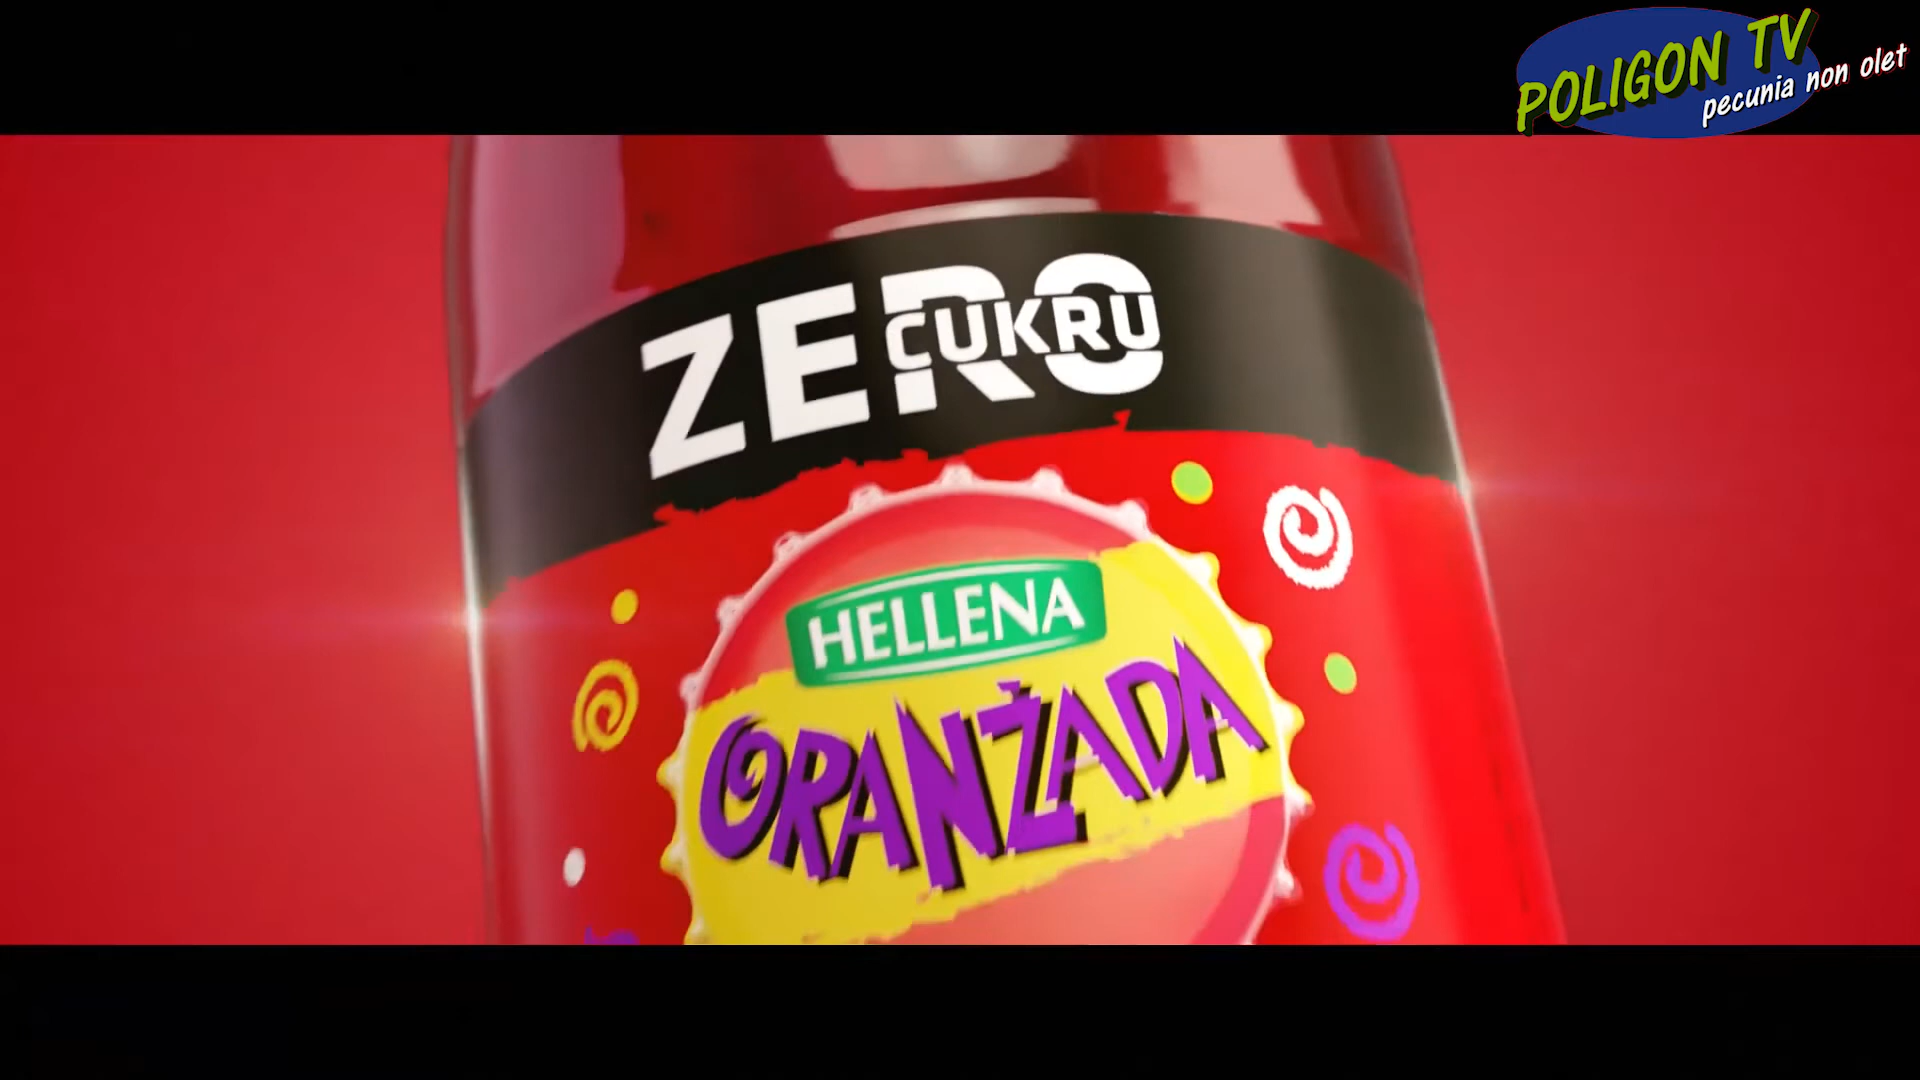 POLIGON TV
pecunia non olet
ZERO
CUKRU
HELLENA
ORANŻADA